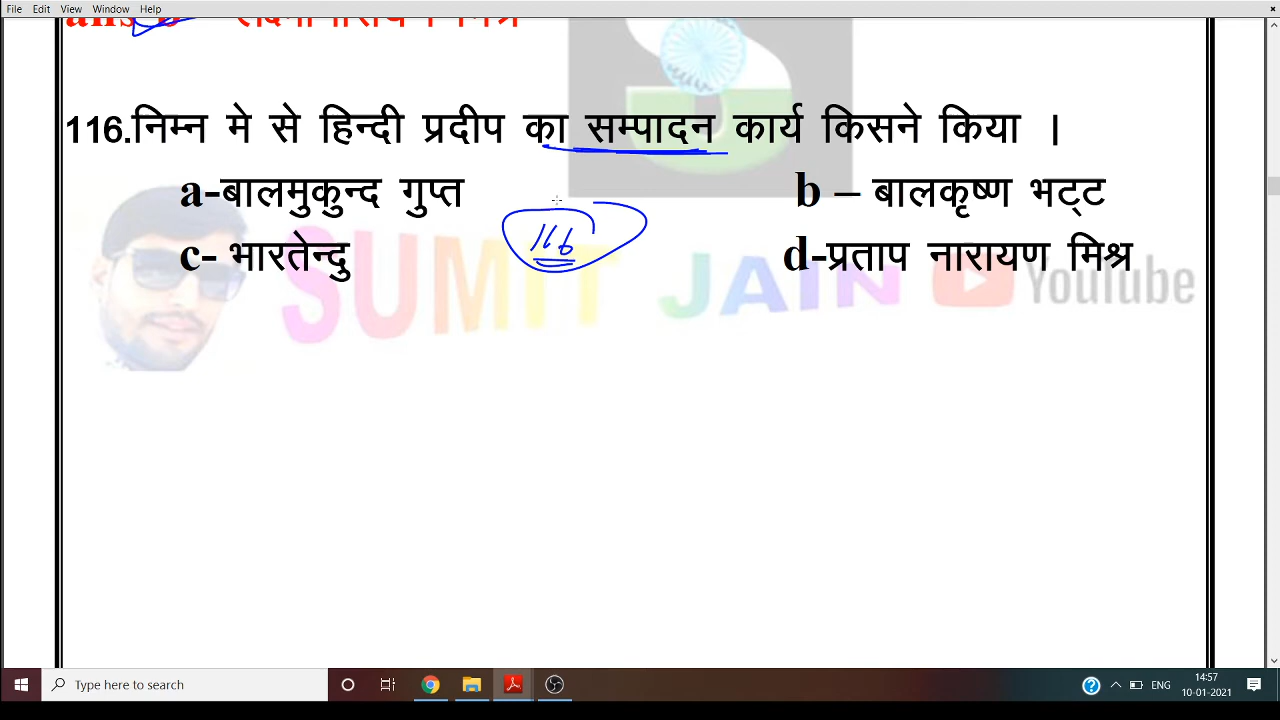 File Edit View Window Help
116.निम्न मे से हिन्दी प्रदीप का सम्पादन कार्य किसने किया ।
a-बालमुकुन्द गुप्त b – बालकृष्ण भट्ट
116
c- भारतेन्दु d-प्रताप नारायण मिश्र
SUMIT JAIN YouTube
Type here to search
ENG
14:57
10-01-2021